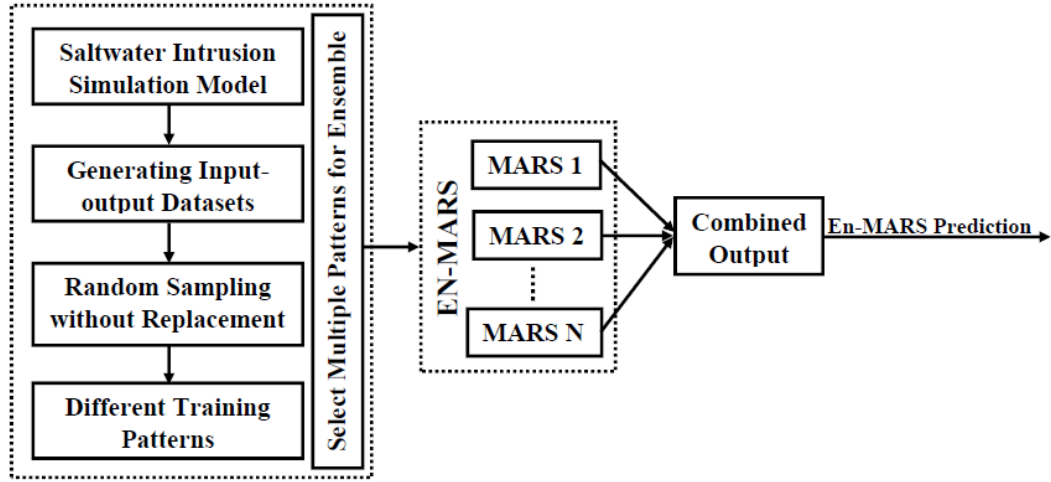 Saltwater Intrusion
Simulation Model
Generating Input-
output Datasets
Random Sampling
without Replacement
Different Training
Patterns
Select Multiple Patterns for Ensemble
EN-MARS
MARS 1
MARS 2
MARS N
Combined
Output
En-MARS Prediction